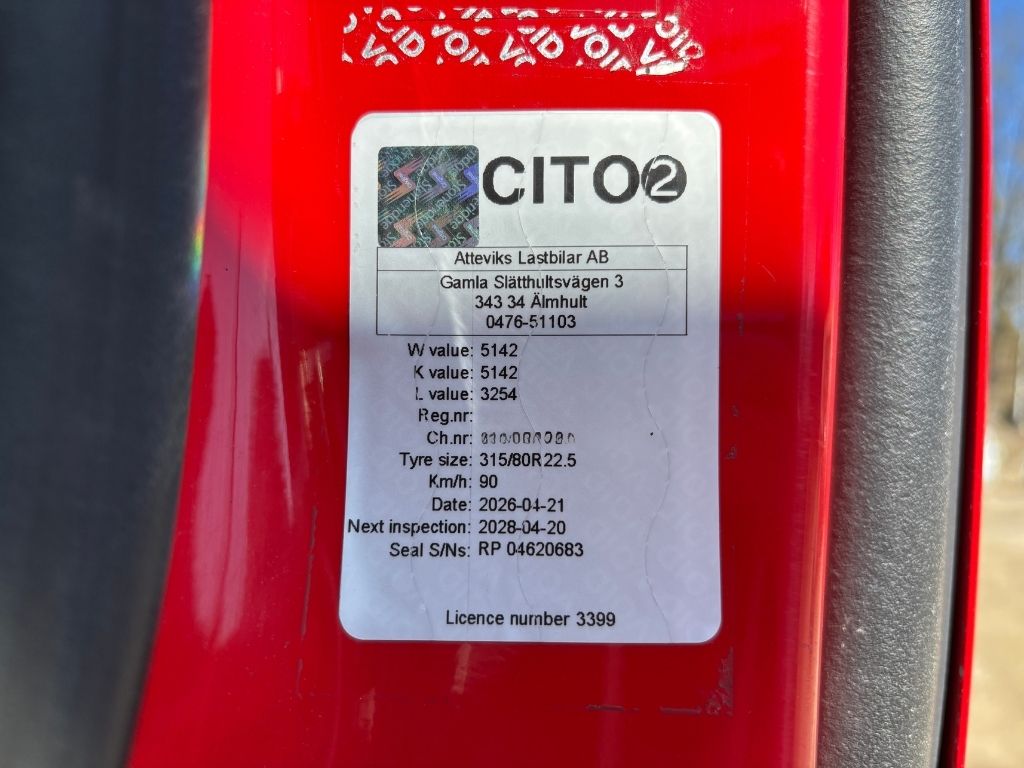 VOID VOID VOID
CITO2
Atteviks Lastbilar AB
Gamla Slätthultsvägen 3
343 34 Älmhult
0476-51103
W value: 5142
K value: 5142
L value: 3254
Reg.nr:
Ch.nr:
Tyre size: 315/80R22.5
Km/h: 90
Date: 2026-04-21
Next inspection: 2028-04-20
Seal S/Ns: RP 04620683
Licence number 3399